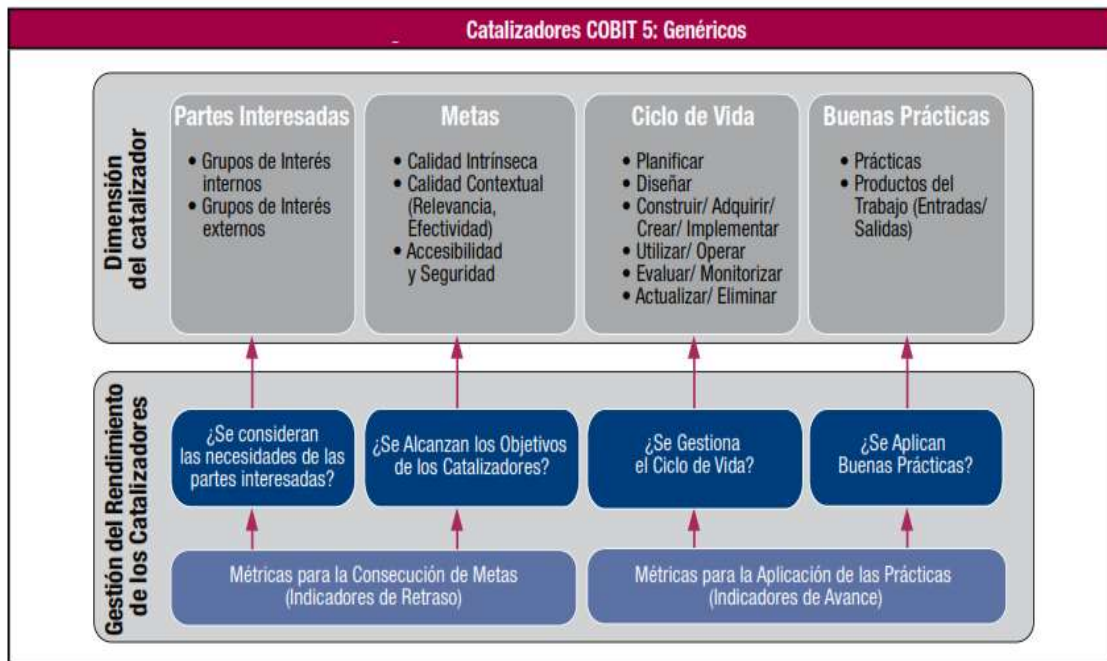 Catalizadores COBIT 5: Genéricos
Dimensión
del catalizador
Partes Interesadas
• Grupos de Interés
internos
• Grupos de Interés
externos
Metas
• Calidad Intrínseca
• Calidad Contextual
(Relevancia,
Efectividad)
• Accesibilidad
y Seguridad
Ciclo de Vida
• Planificar
• Diseñar
• Construir/ Adquirir/
Crear/ Implementar
• Utilizar/ Operar
• Evaluar/ Monitorizar
• Actualizar/ Eliminar
Buenas Prácticas
• Prácticas
• Productos del
Trabajo (Entradas/
Salidas)
Gestión del Rendimiento
de los Catalizadores
¿Se consideran
las necesidades de las
partes interesadas?
¿Se Alcanzan los Objetivos
de los Catalizadores?
¿Se Gestiona
el Ciclo de Vida?
¿Se Aplican
Buenas Prácticas?
Métricas para la Consecución de Metas
(Indicadores de Retraso)
Métricas para la Aplicación de las Prácticas
(Indicadores de Avance)